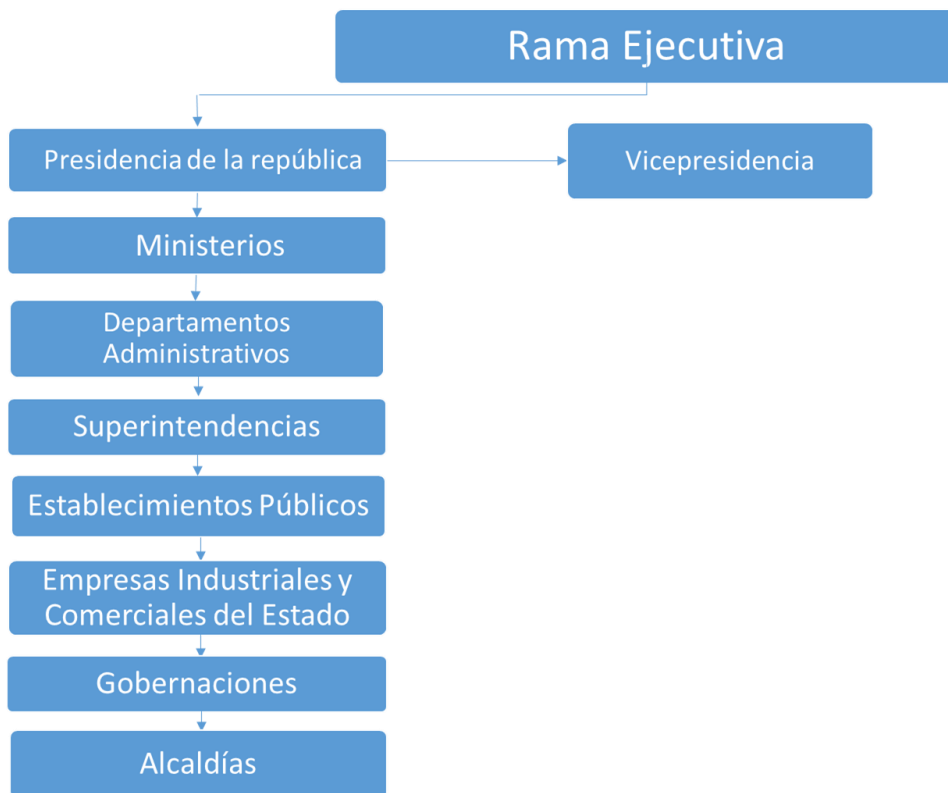 Rama Ejecutiva
Presidencia de la república
Vicepresidencia
Ministerios
Departamentos
Administrativos
Superintendencias
Establecimientos Públicos
Empresas Industriales y
Comerciales del Estado
Gobernaciones
Alcaldías